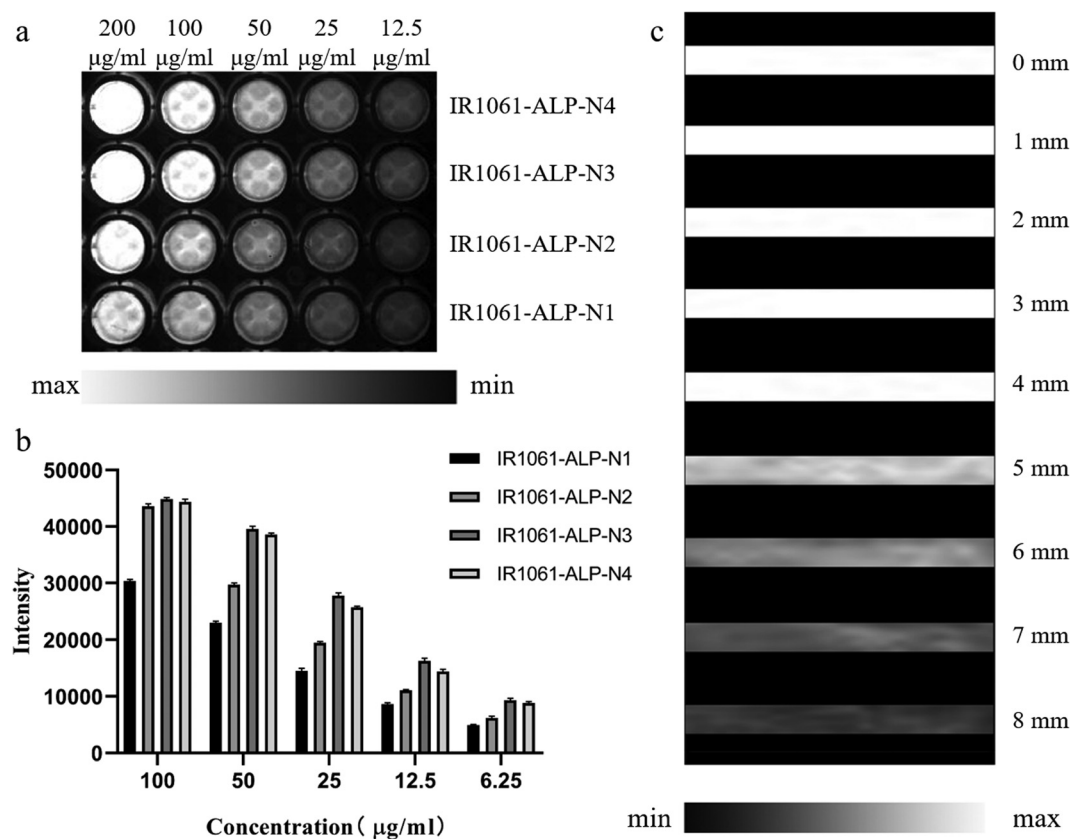 a
200 100 50 25 12.5
μg/ml μg/ml μg/ml μg/ml μg/ml
IR1061-ALP-N4
IR1061-ALP-N3
IR1061-ALP-N2
IR1061-ALP-N1
max min
b
50000
40000
30000
20000
10000
0
Intensity
IR1061-ALP-N1
IR1061-ALP-N2
IR1061-ALP-N3
IR1061-ALP-N4
100 50 25 12.5 6.25
Concentration( μg/ml)
c
0 mm
1 mm
2 mm
3 mm
4 mm
5 mm
6 mm
7 mm
8 mm
min max